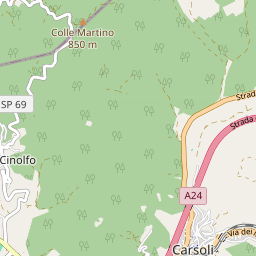 Colle Martino
850 m
Strada
SP 69
Strada
Cinolfo
A24
Via dei
Carsoli